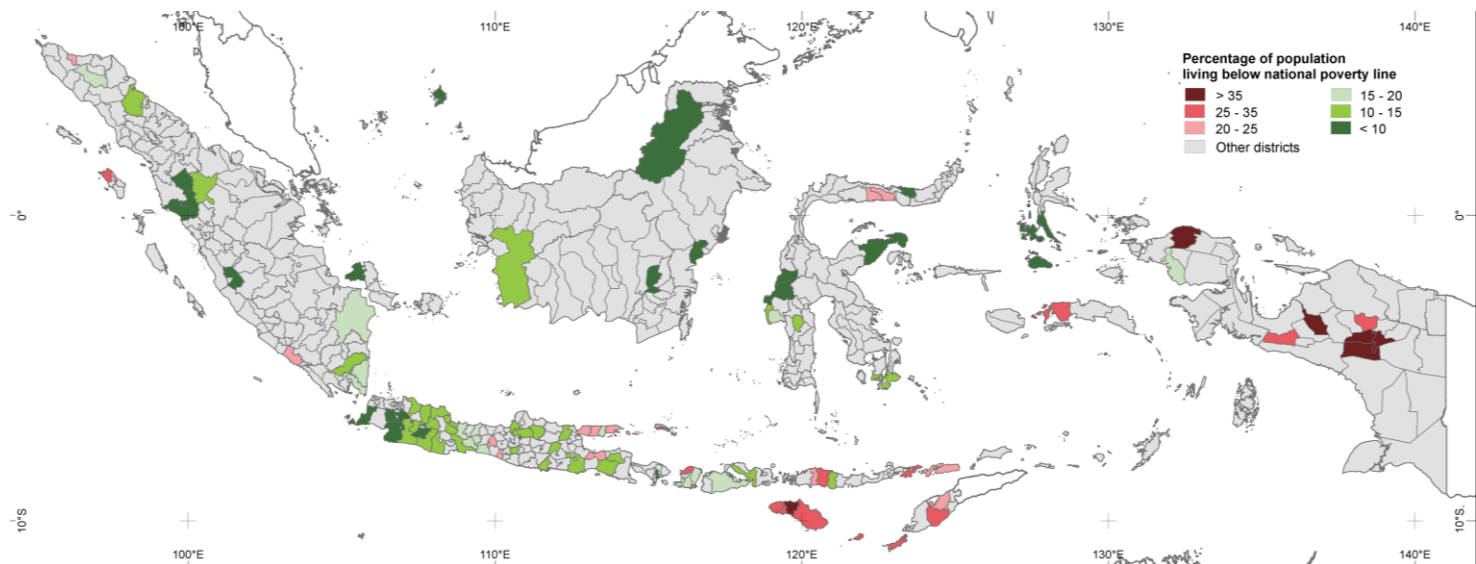 100°E 110°E 120°E 130°E 140°E
Percentage of population
living below national poverty line
> 35 15 - 20
25 - 35 10 - 15
20 - 25 < 10
Other districts
0° 0°
10°S 10°S.
100°E 110°E 120°E 130°E 140°E